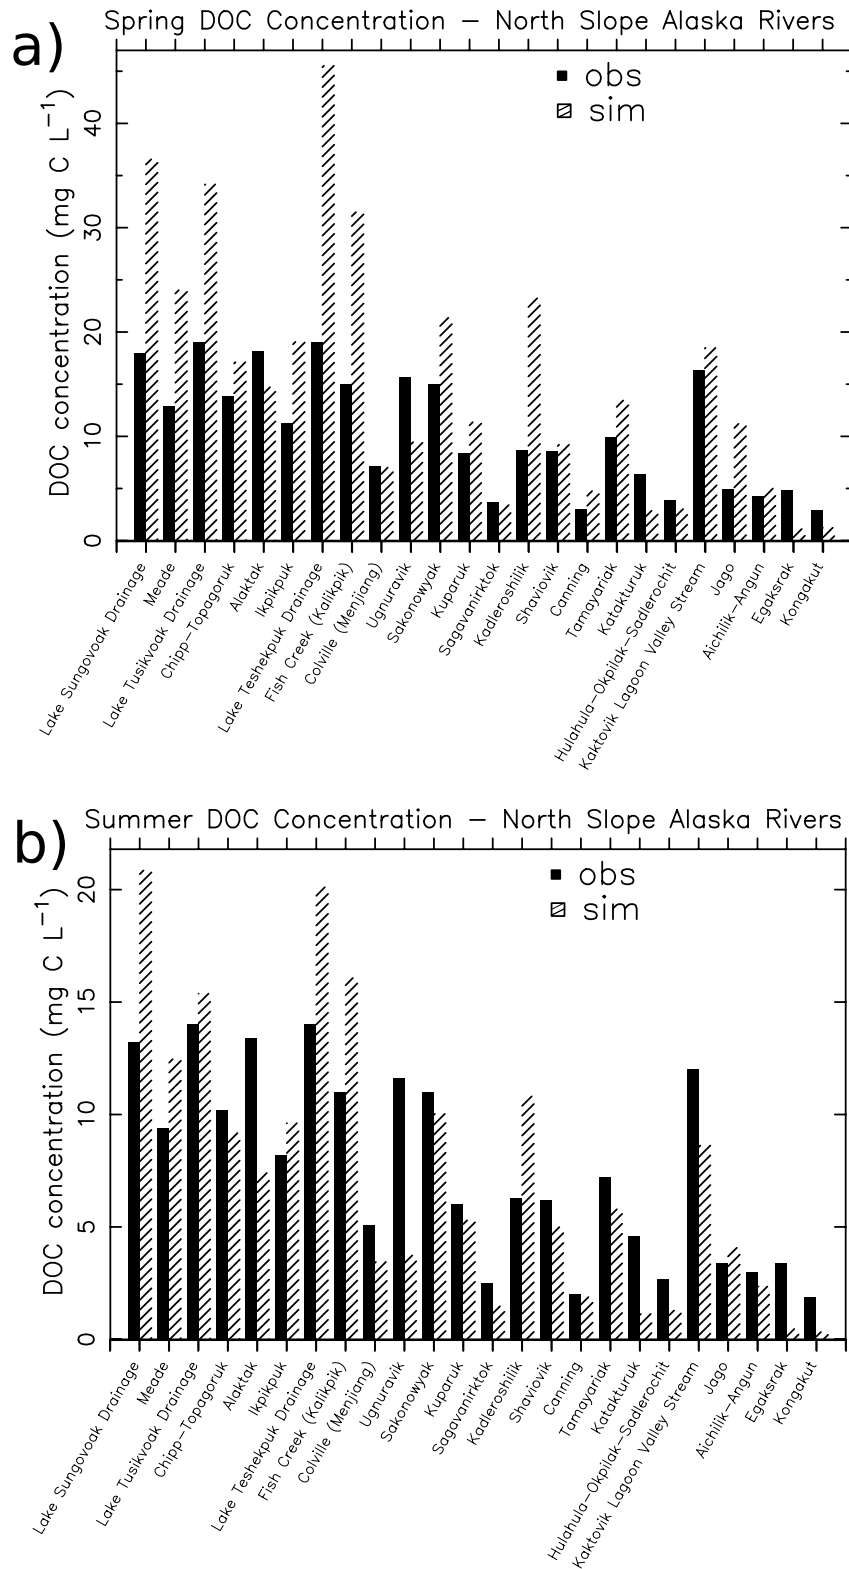 a)
Spring DOC Concentration – North Slope Alaska Rivers
obs
sim
DOC concentration (mg C L−1)
40
30
20
10
0
Lake Sungovoak Drainage
Meade
Lake Tusikvoak Drainage
Chipp–Topagoruk
Alaktak
Ikpikpuk
Lake Teshekpuk Drainage
Fish Creek (Kalikpik)
Colville (Menjiang)
Ugnuravik
Sakonowyak
Kuparuk
Sagavanirktok
Kadleroshilik
Shaviovik
Canning
Tamayariak
Katakturuk
Hulahula–Okpilak–Sadlerochit
Kaktovik Lagoon Valley Stream
Jago
Aichilik–Angun
Egaksrak
Kongakut
b)
Summer DOC Concentration – North Slope Alaska Rivers
obs
sim
DOC concentration (mg C L−1)
20
15
10
5
0
Lake Sungovoak Drainage
Meade
Lake Tusikvoak Drainage
Chipp–Topagoruk
Alaktak
Ikpikpuk
Lake Teshekpuk Drainage
Fish Creek (Kalikpik)
Colville (Menjiang)
Ugnuravik
Sakonowyak
Kuparuk
Sagavanirktok
Kadleroshilik
Shaviovik
Canning
Tamayariak
Katakturuk
Hulahula–Okpilak–Sadlerochit
Kaktovik Lagoon Valley Stream
Jago
Aichilik–Angun
Egaksrak
Kongakut